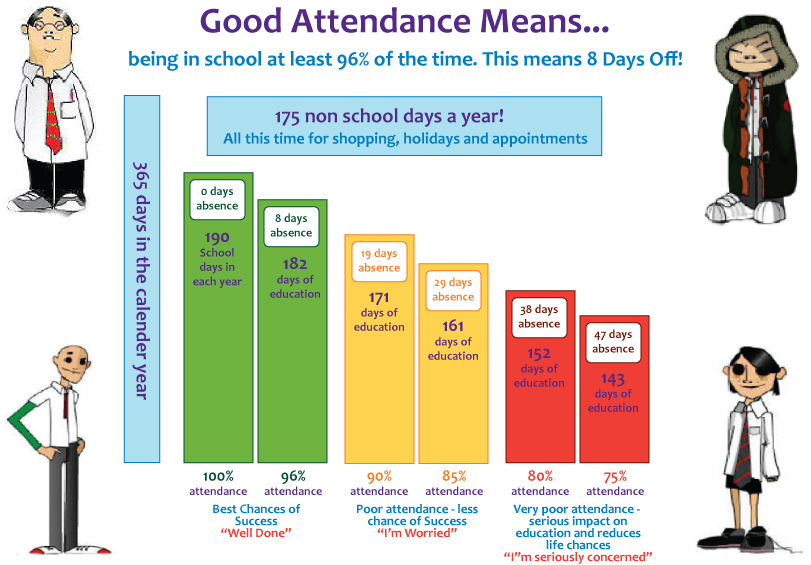 Good Attendance Means...
being in school at least 96% of the time. This means 8 Days Off!
365 days in the calender year
175 non school days a year!
All this time for shopping, holidays and appointments
0 days
absence
190
School
days in
each year
8 days
absence
182
days of
education
19 days
absence
171
days of
education
29 days
absence
161
days of
education
38 days
absence
152
days of
education
47 days
absence
143
days of
education
100%
attendance
96%
attendance
90%
attendance
85%
attendance
80%
attendance
75%
attendance
Best Chances of
Success
“Well Done”
Poor attendance - less
chance of Success
“I’m Worried”
Very poor attendance -
serious impact on
education and reduces
life chances
“I”m seriously concerned”